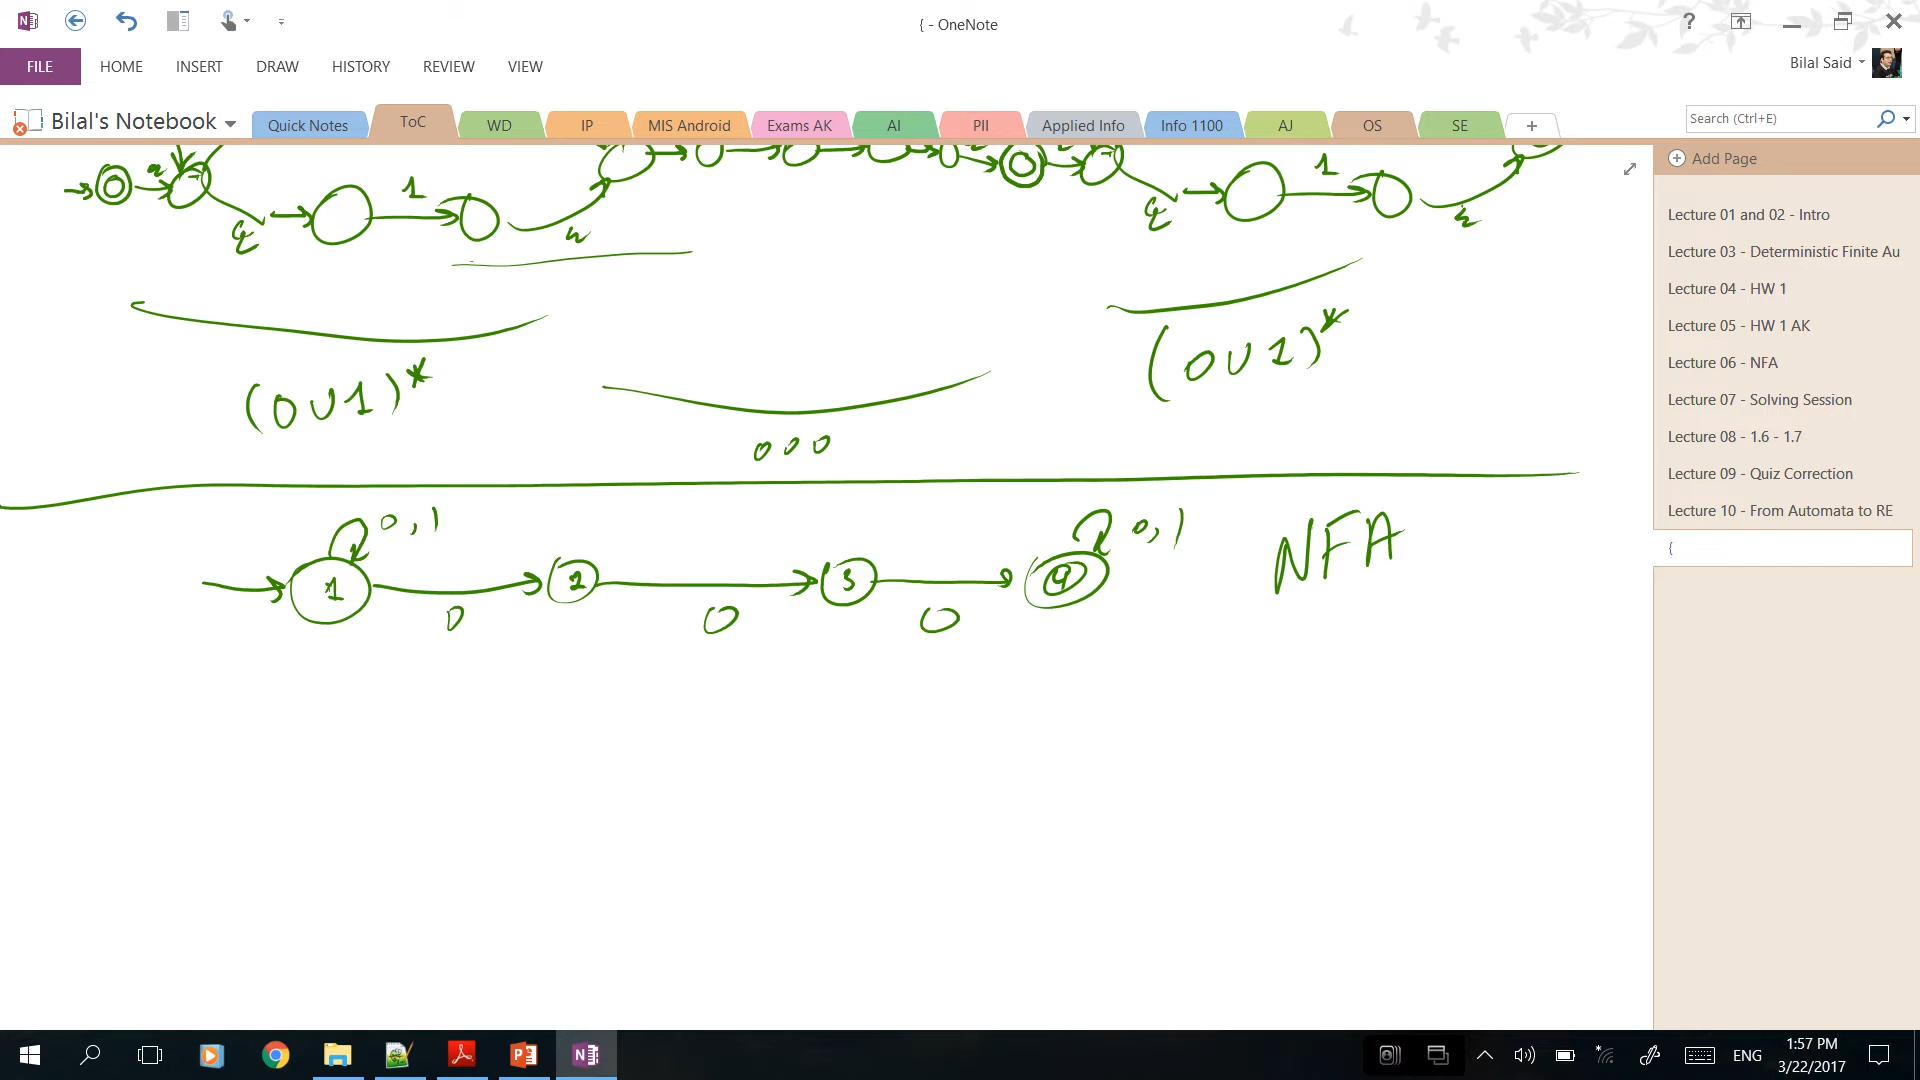 { - OneNote
?
FILE HOME INSERT DRAW HISTORY REVIEW VIEW
Bilal Said
Bilal's Notebook
Quick Notes ToC WD IP MIS Android Exams AK AI PII Applied Info Info 1100 AJ OS SE +
Search (Ctrl+E)
Add Page
Lecture 01 and 02 - Intro
Lecture 03 - Deterministic Finite Au
Lecture 04 - HW 1
Lecture 05 - HW 1 AK
Lecture 06 - NFA
Lecture 07 - Solving Session
Lecture 08 - 1.6 - 1.7
Lecture 09 - Quiz Correction
Lecture 10 - From Automata to RE
{
1 1
(0∪1)* 000 (0∪1)*
0,1 0,1 NFA
1 2 3 4
0 0 0
ENG
1:57 PM
3/22/2017